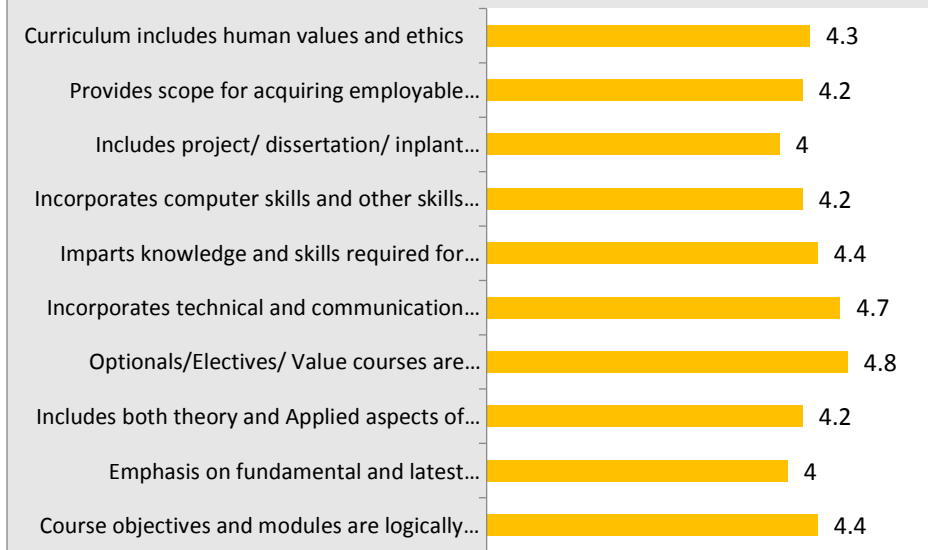 Curriculum includes human values and ethics 4.3
Provides scope for acquiring employable… 4.2
Includes project/ dissertation/ inplant… 4
Incorporates computer skills and other skills… 4.2
Imparts knowledge and skills required for… 4.4
Incorporates technical and communication… 4.7
Optionals/Electives/ Value courses are… 4.8
Includes both theory and Applied aspects of… 4.2
Emphasis on fundamental and latest… 4
Course objectives and modules are logically… 4.4